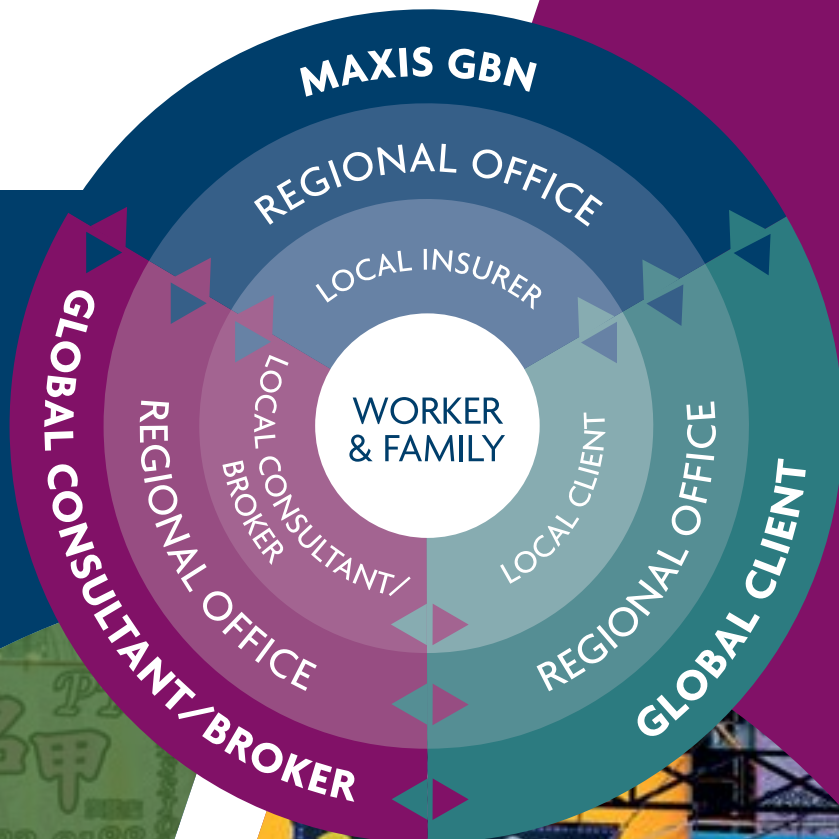 MAXIS GBN
REGIONAL OFFICE
LOCAL INSURER
WORKER
& FAMILY
GLOBAL CONSULTANT/BROKER
REGIONAL OFFICE
LOCAL CONSULTANT/
BROKER
LOCAL CLIENT
REGIONAL OFFICE
GLOBAL CLIENT
甲